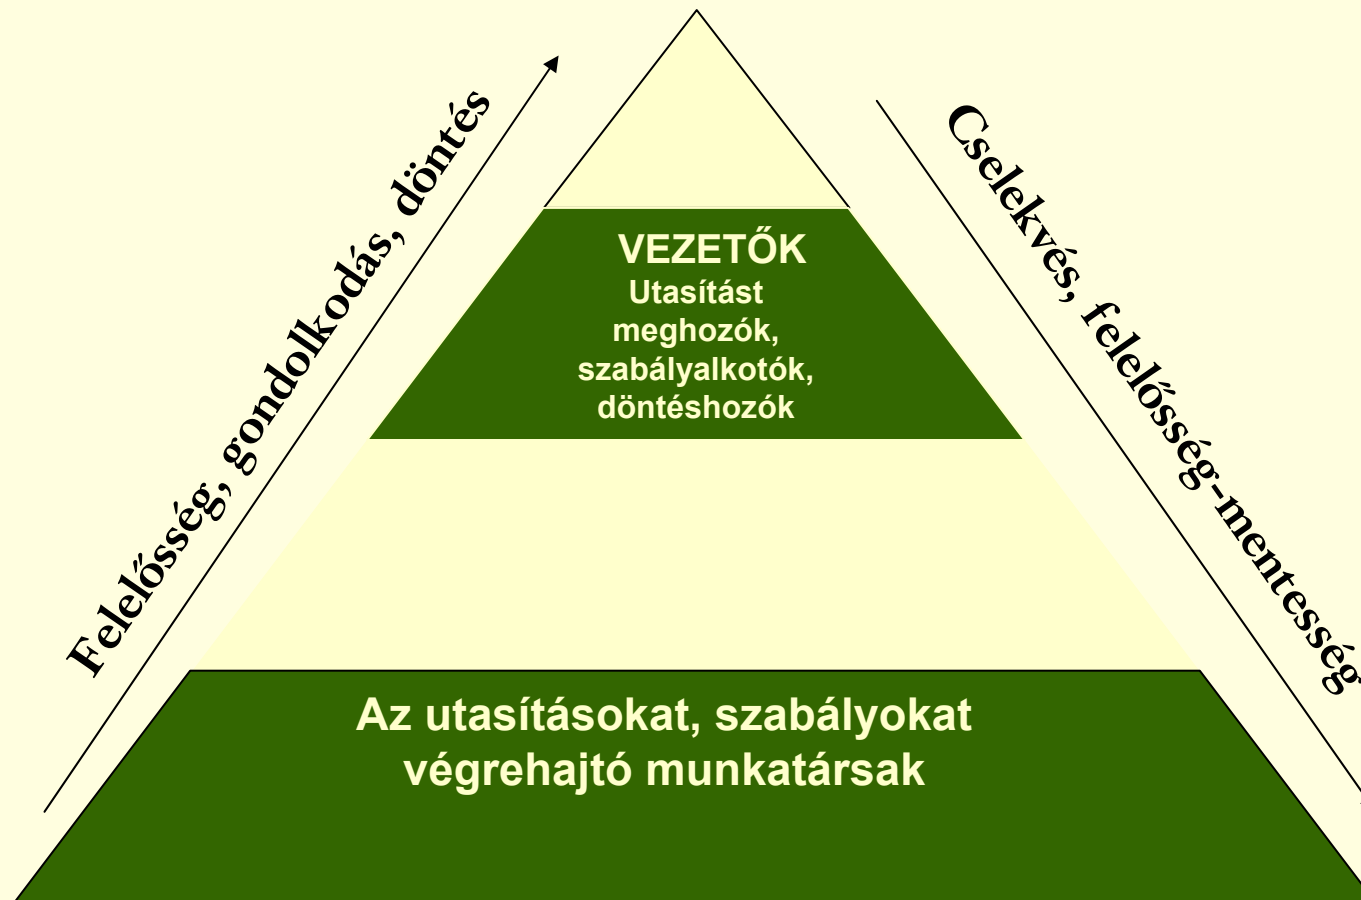 Felelősség, gondolkodás, döntés
Cselekvés, felelősség-mentesség
VEZETŐK
Utasítást
meghozók,
szabályalkotók,
döntéshozók
Az utasításokat, szabályokat
végrehajtó munkatársak